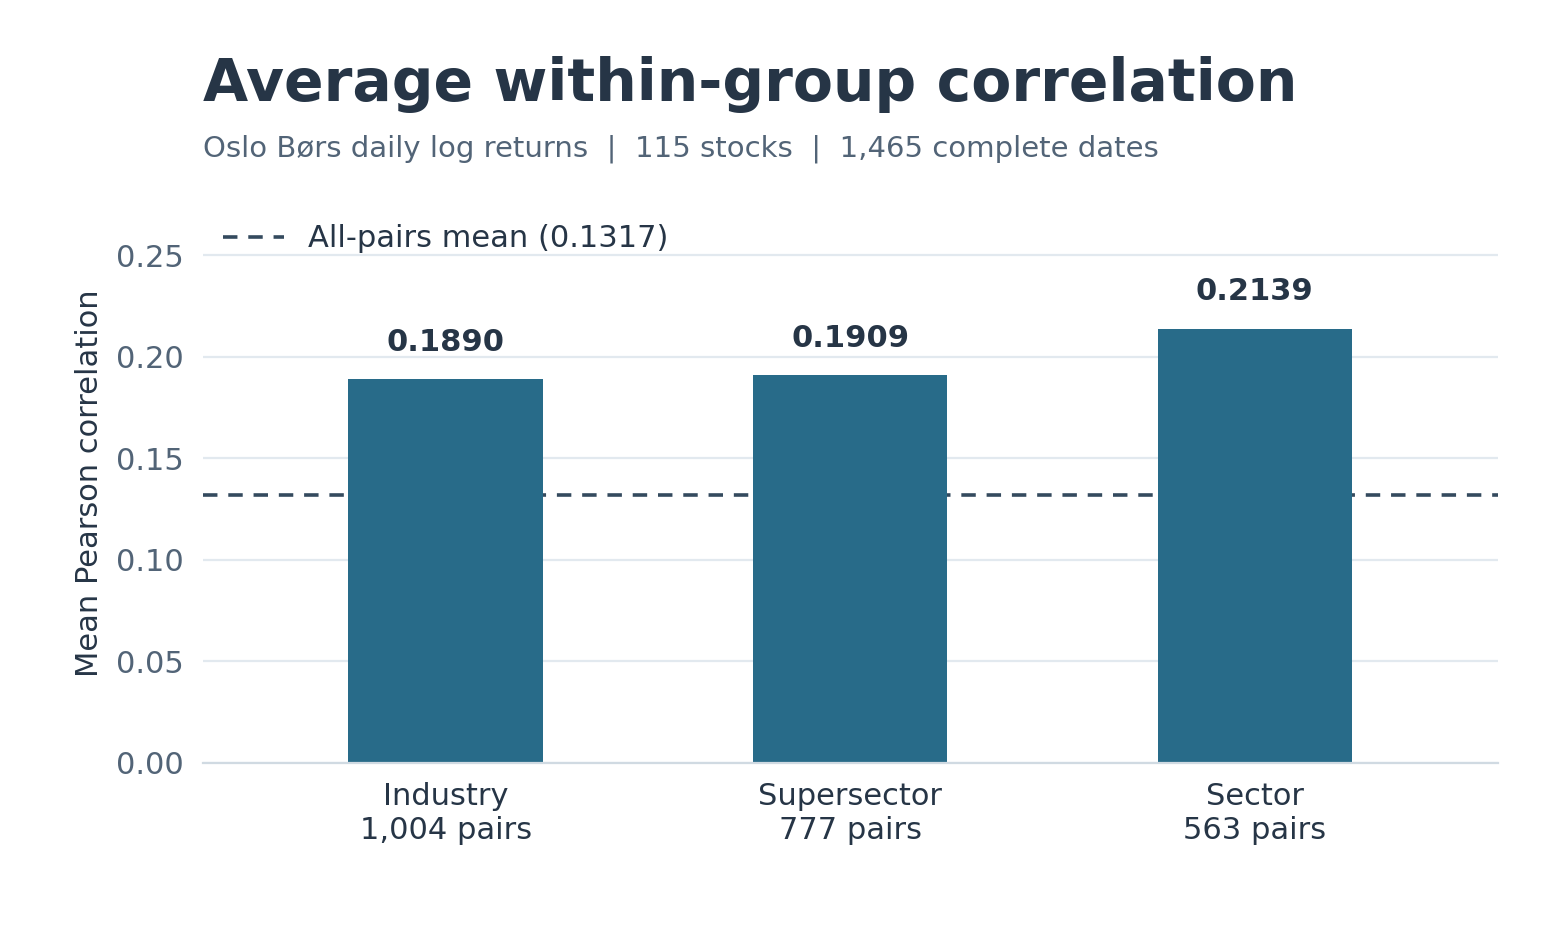 Average within-group correlation
Oslo Børs daily log returns | 115 stocks | 1,465 complete dates
All-pairs mean (0.1317)
Mean Pearson correlation
0.25
0.20
0.15
0.10
0.05
0.00
0.1890
0.1909
0.2139
Industry
1,004 pairs
Supersector
777 pairs
Sector
563 pairs